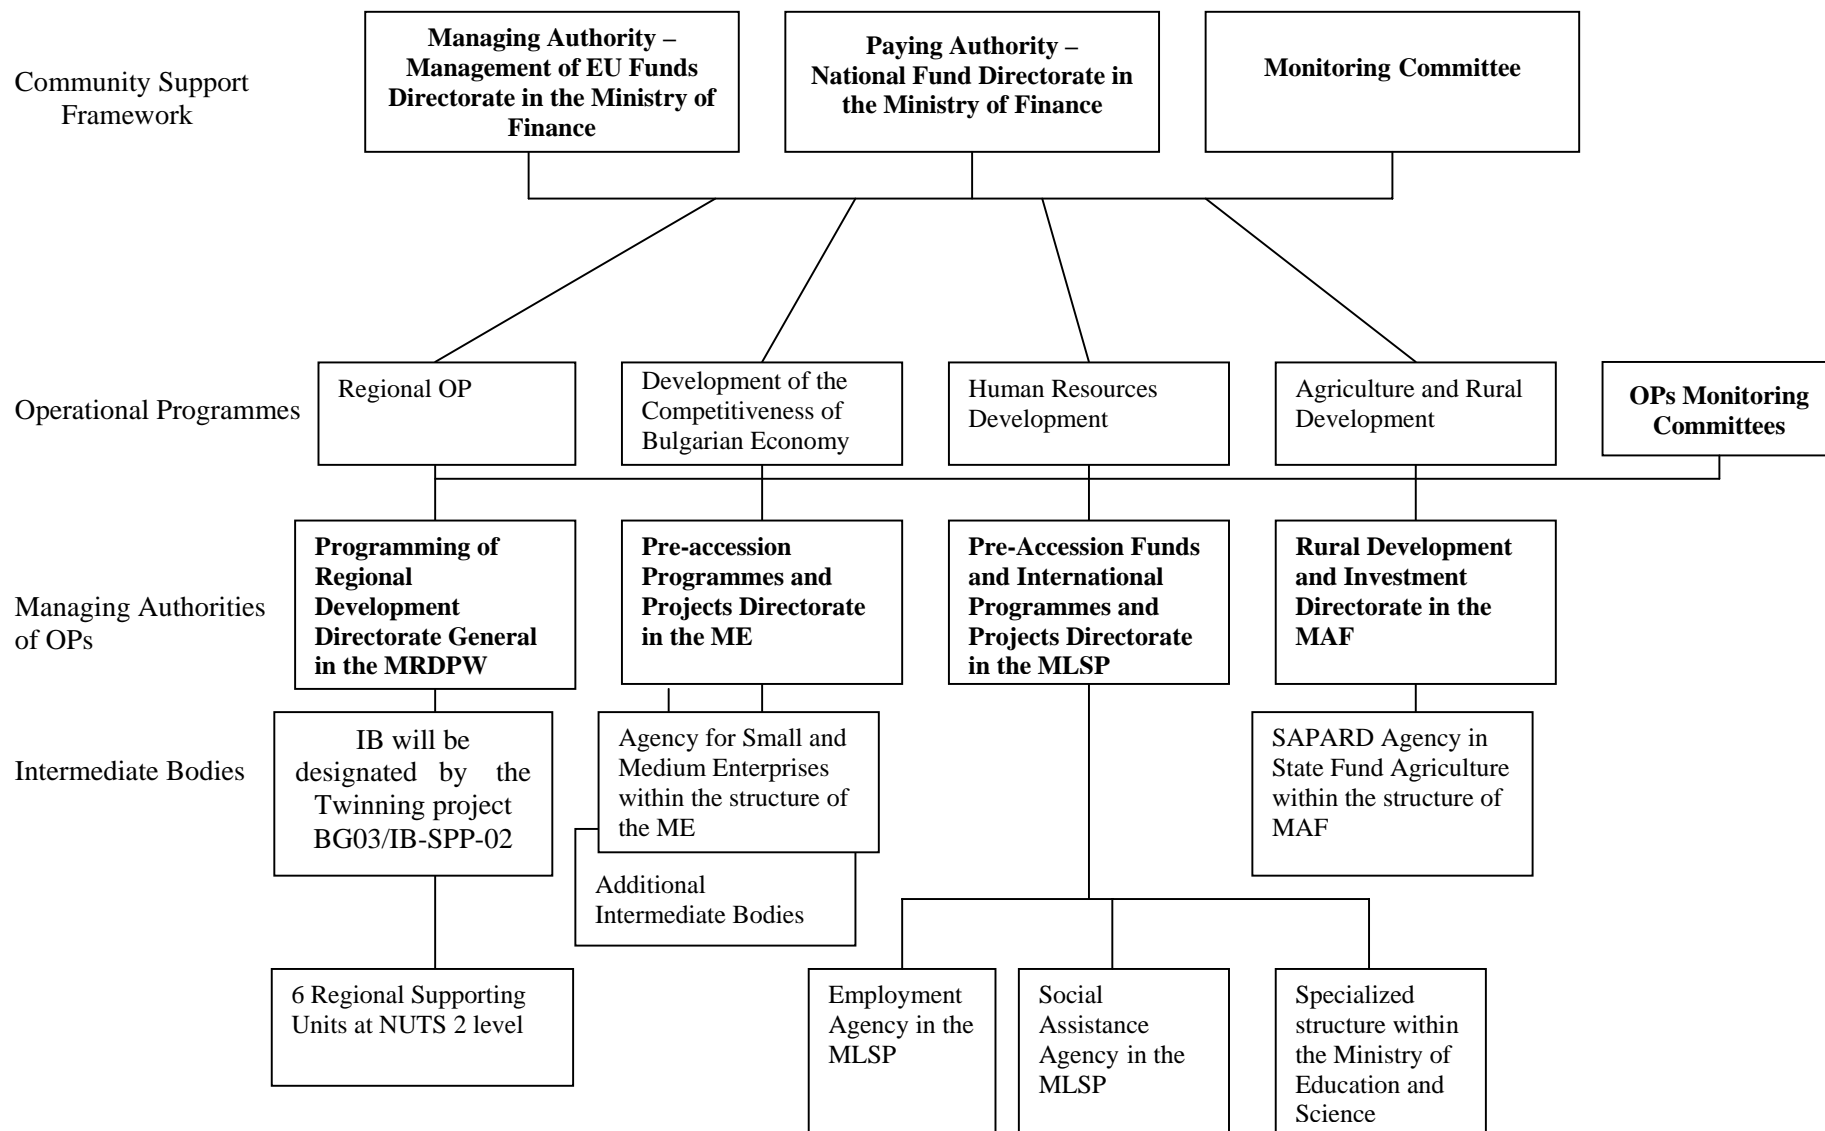 Community Support
Framework
Managing Authority –
Management of EU Funds
Directorate in the Ministry of
Finance
Paying Authority –
National Fund Directorate in
the Ministry of Finance
Monitoring Committee
Operational Programmes
Regional OP
Development of the
Competitiveness of
Bulgarian Economy
Human Resources
Development
Agriculture and Rural
Development
OPs Monitoring
Committees
Managing Authorities
of OPs
Programming of
Regional
Development
Directorate General
in the MRDPW
Pre-accession
Programmes and
Projects Directorate
in the ME
Pre-Accession Funds
and International
Programmes and
Projects Directorate
in the MLSP
Rural Development
and Investment
Directorate in the
MAF
Intermediate Bodies
IB will be
designated by the
Twinning project
BG03/IB-SPP-02
Agency for Small and
Medium Enterprises
within the structure of
the ME
Additional
Intermediate Bodies
SAPARD Agency in
State Fund Agriculture
within the structure of
MAF
6 Regional Supporting
Units at NUTS 2 level
Employment
Agency in the
MLSP
Social
Assistance
Agency in the
MLSP
Specialized
structure within
the Ministry of
Education and
Science